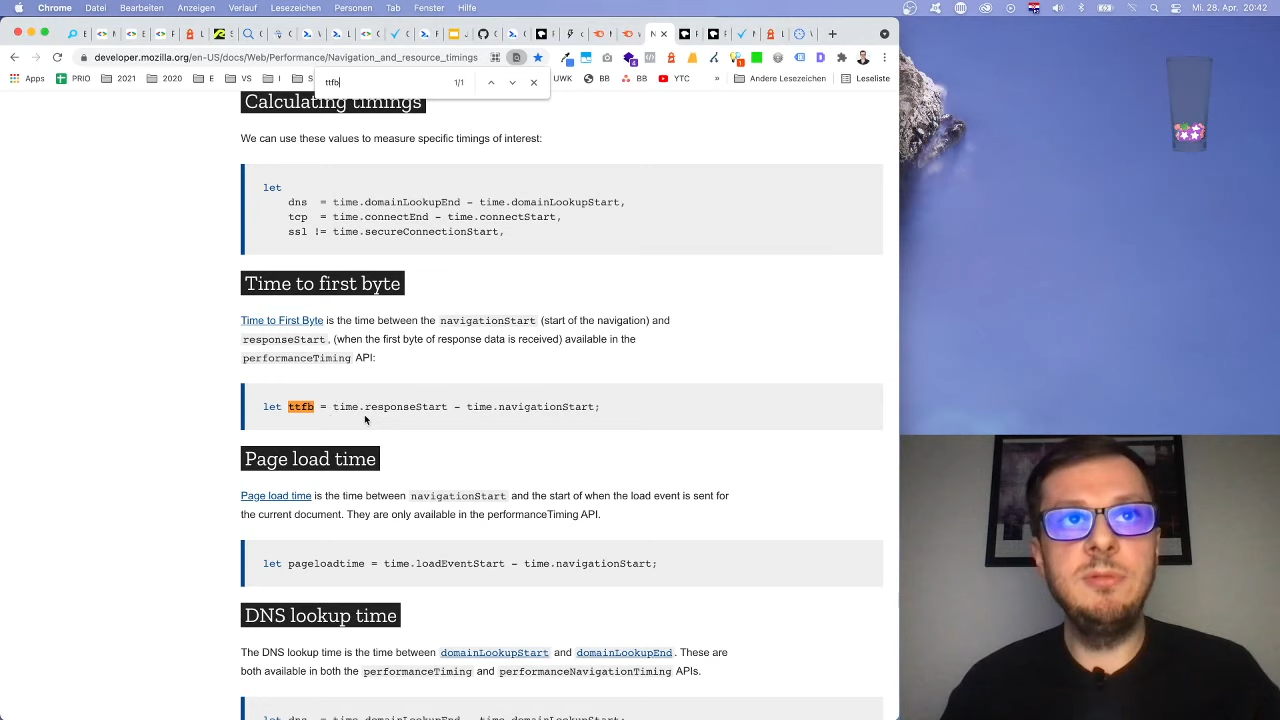 Chrome Datei Bearbeiten Anzeigen Verlauf Lesezeichen Personen Tab Fenster Hilfe Mi. 28. Apr. 20:42
developer.mozilla.org/en-US/docs/Web/Performance/Navigation_and_resource_timings
Apps PRIO 2021 2020 E VS I S UWK BB BB YTC » Andere Lesezeichen Leseliste
ttfb 1/1
Calculating timings
We can use these values to measure specific timings of interest:
let
dns = time.domainLookupEnd - time.domainLookupStart,
tcp = time.connectEnd - time.connectStart,
ssl != time.secureConnectionStart,
Time to first byte
Time to First Byte is the time between the navigationStart (start of the navigation) and
responseStart, (when the first byte of response data is received) available in the
performanceTiming API:
let ttfb = time.responseStart - time.navigationStart;
Page load time
Page load time is the time between navigationStart and the start of when the load event is sent for
the current document. They are only available in the performanceTiming API.
let pageloadtime = time.loadEventStart - time.navigationStart;
DNS lookup time
The DNS lookup time is the time between domainLookupStart and domainLookupEnd. These are
both available in both the performanceTiming and performanceNavigationTiming APIs.